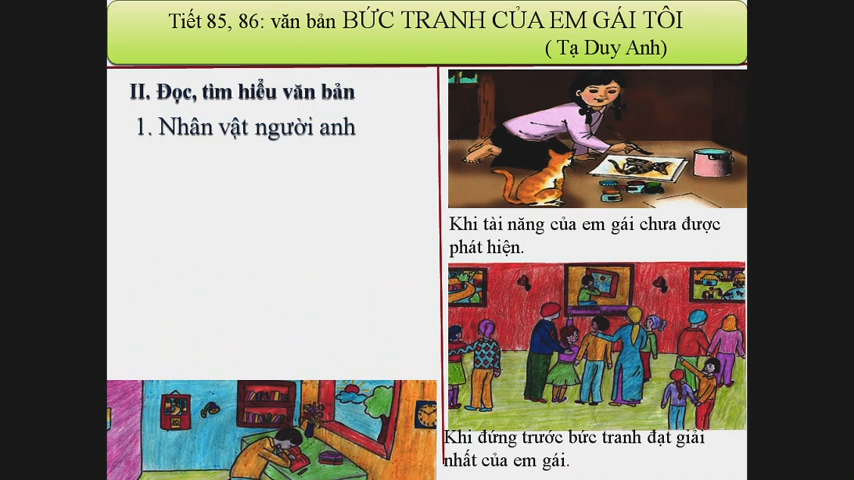 Tiết 85, 86: văn bản BỨC TRANH CỦA EM GÁI TÔI
( Tạ Duy Anh)
II. Đọc, tìm hiểu văn bản
1. Nhân vật người anh
Khi tài năng của em gái chưa được
phát hiện.
Khi đứng trước bức tranh đạt giải
nhất của em gái.